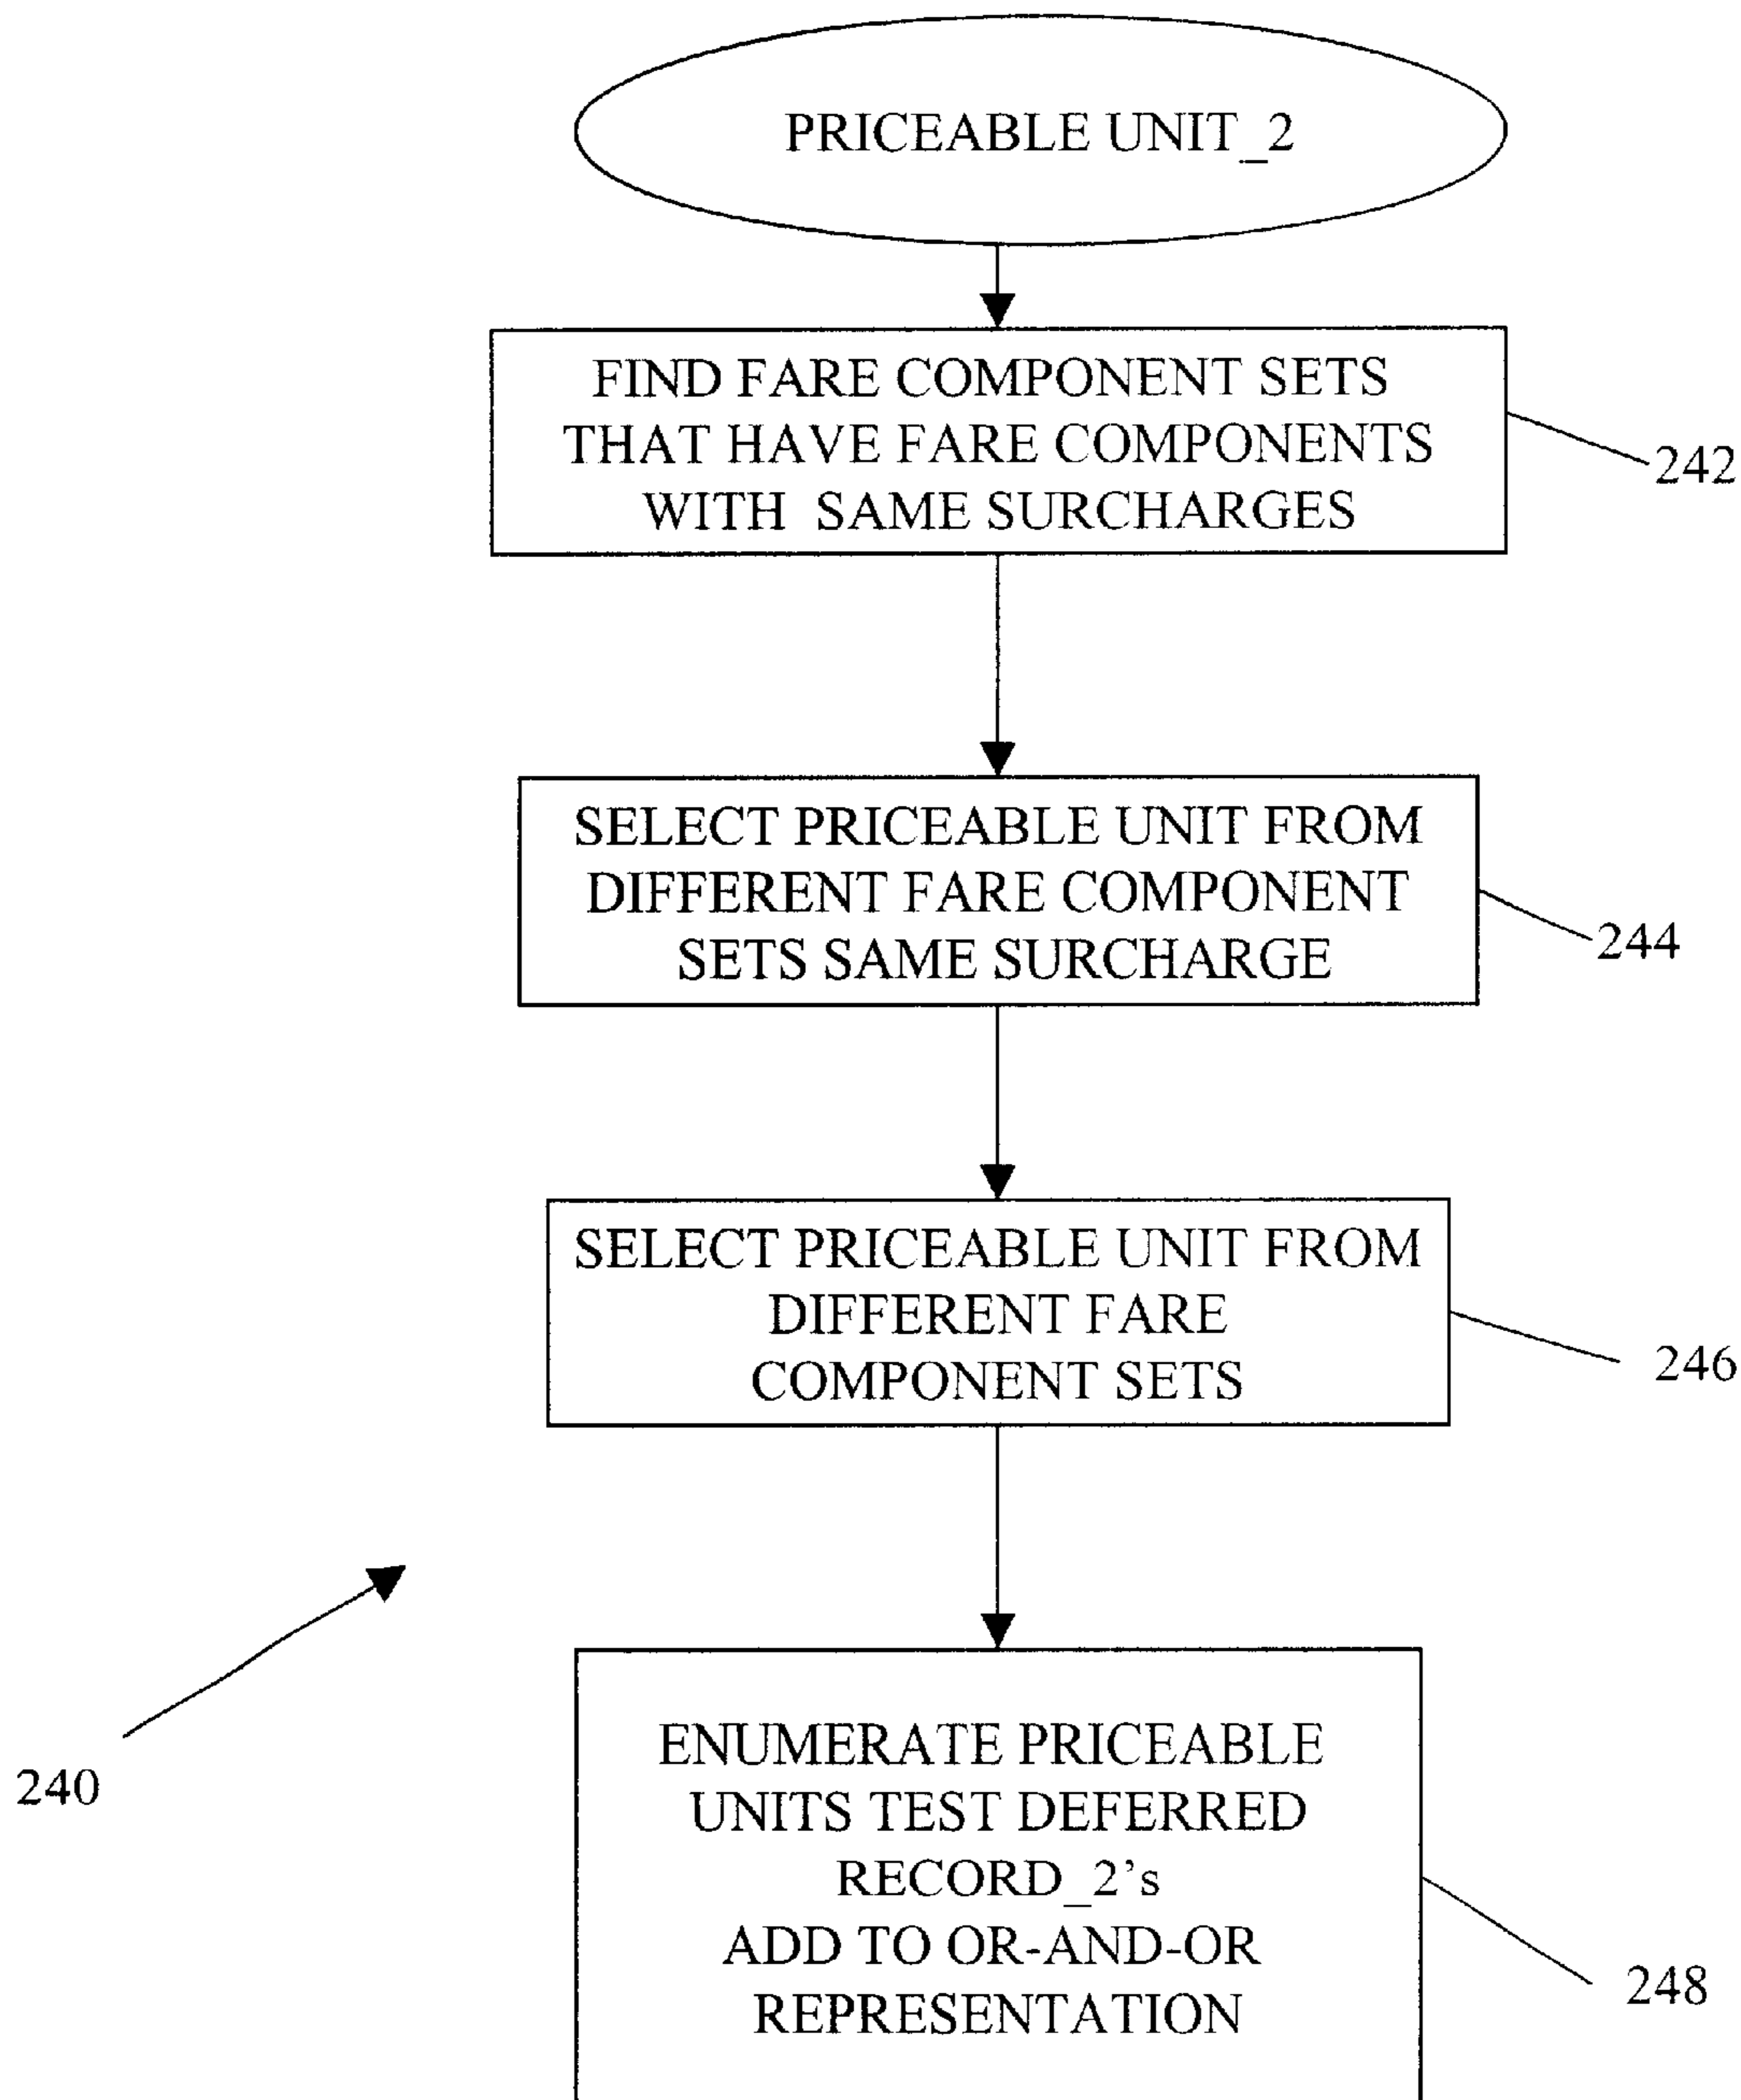 PRICEABLE UNIT_2
FIND FARE COMPONENT SETS
THAT HAVE FARE COMPONENTS
WITH SAME SURCHARGES
242
SELECT PRICEABLE UNIT FROM
DIFFERENT FARE COMPONENT
SETS SAME SURCHARGE
244
SELECT PRICEABLE UNIT FROM
DIFFERENT FARE
COMPONENT SETS
246
ENUMERATE PRICEABLE
UNITS TEST DEFERRED
RECORD_2's
ADD TO OR-AND-OR
REPRESENTATION
240
248